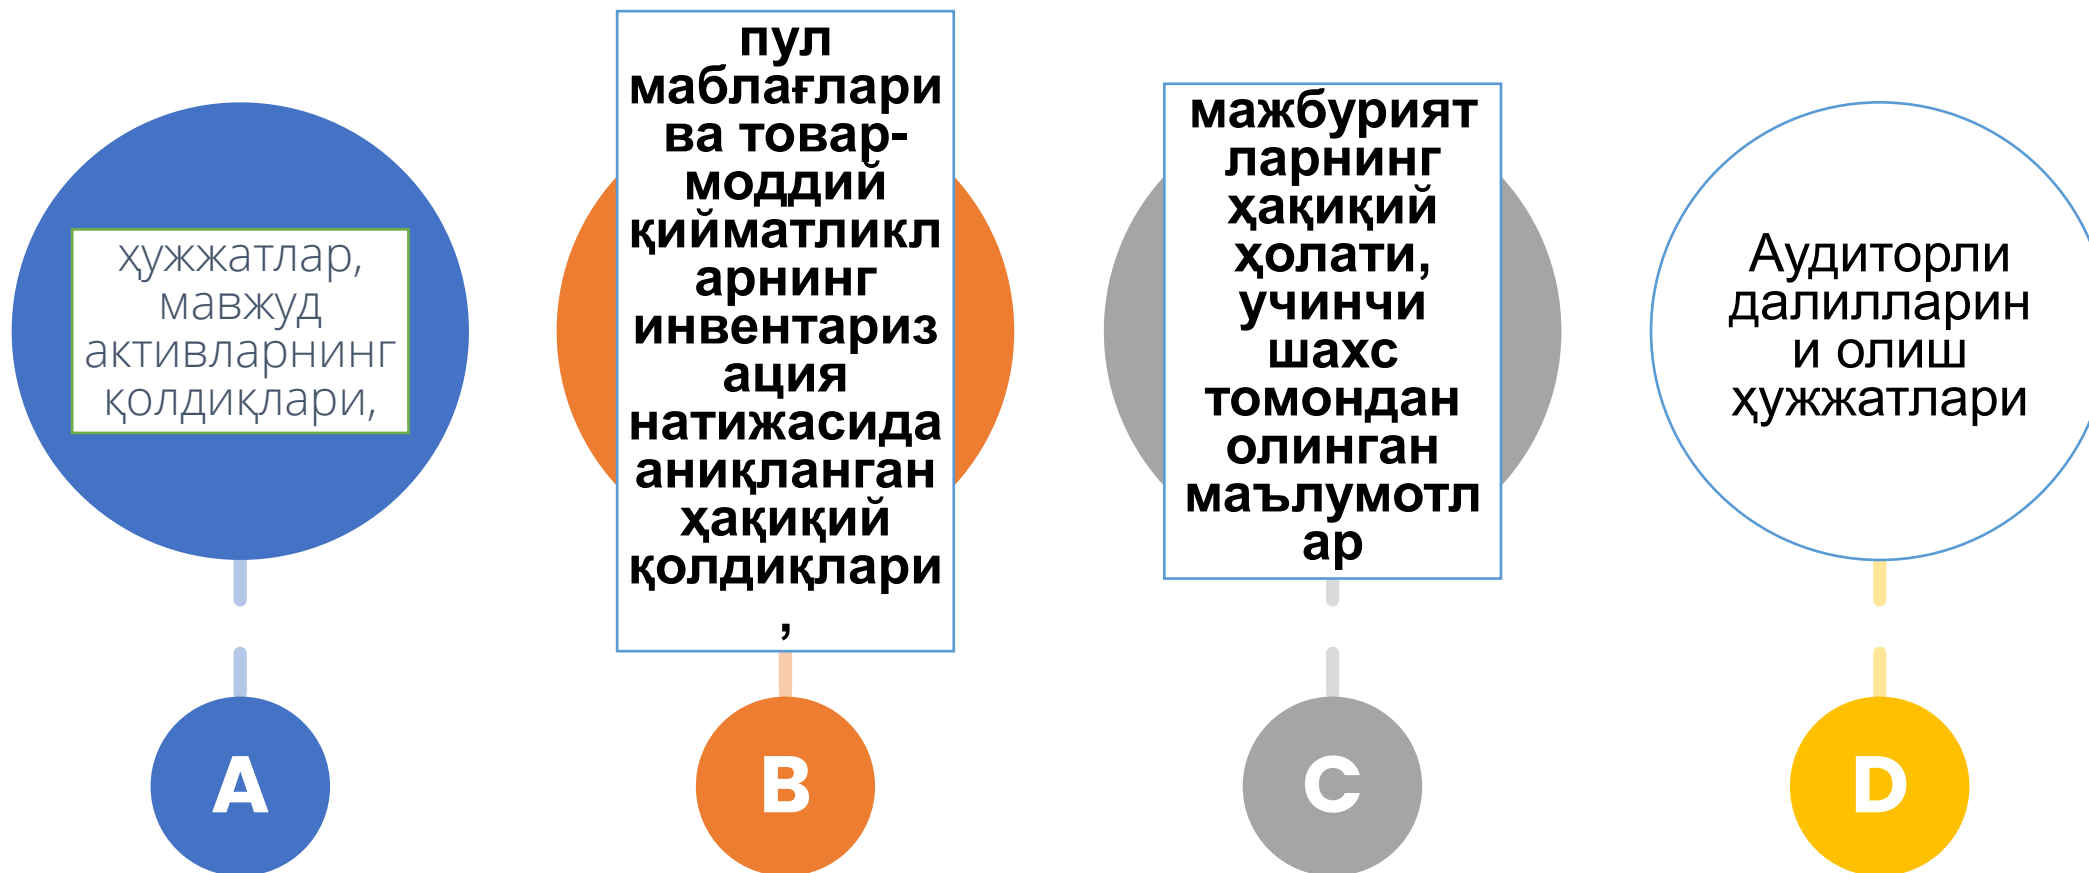 ҳужжатлар,
мавжуд
активларнинг
қолдиқлари,
A
пул
маблағлари
ва товар-
моддий
қийматликл
арнинг
инвентариз
ация
натижасида
аниқланган
ҳақиқий
қолдиқлари
,
B
мажбурият
ларнинг
ҳақиқий
ҳолати,
учинчи
шахс
томондан
олинган
маълумотл
ар
C
Аудиторли
далилларин
и олиш
ҳужжатлари
D